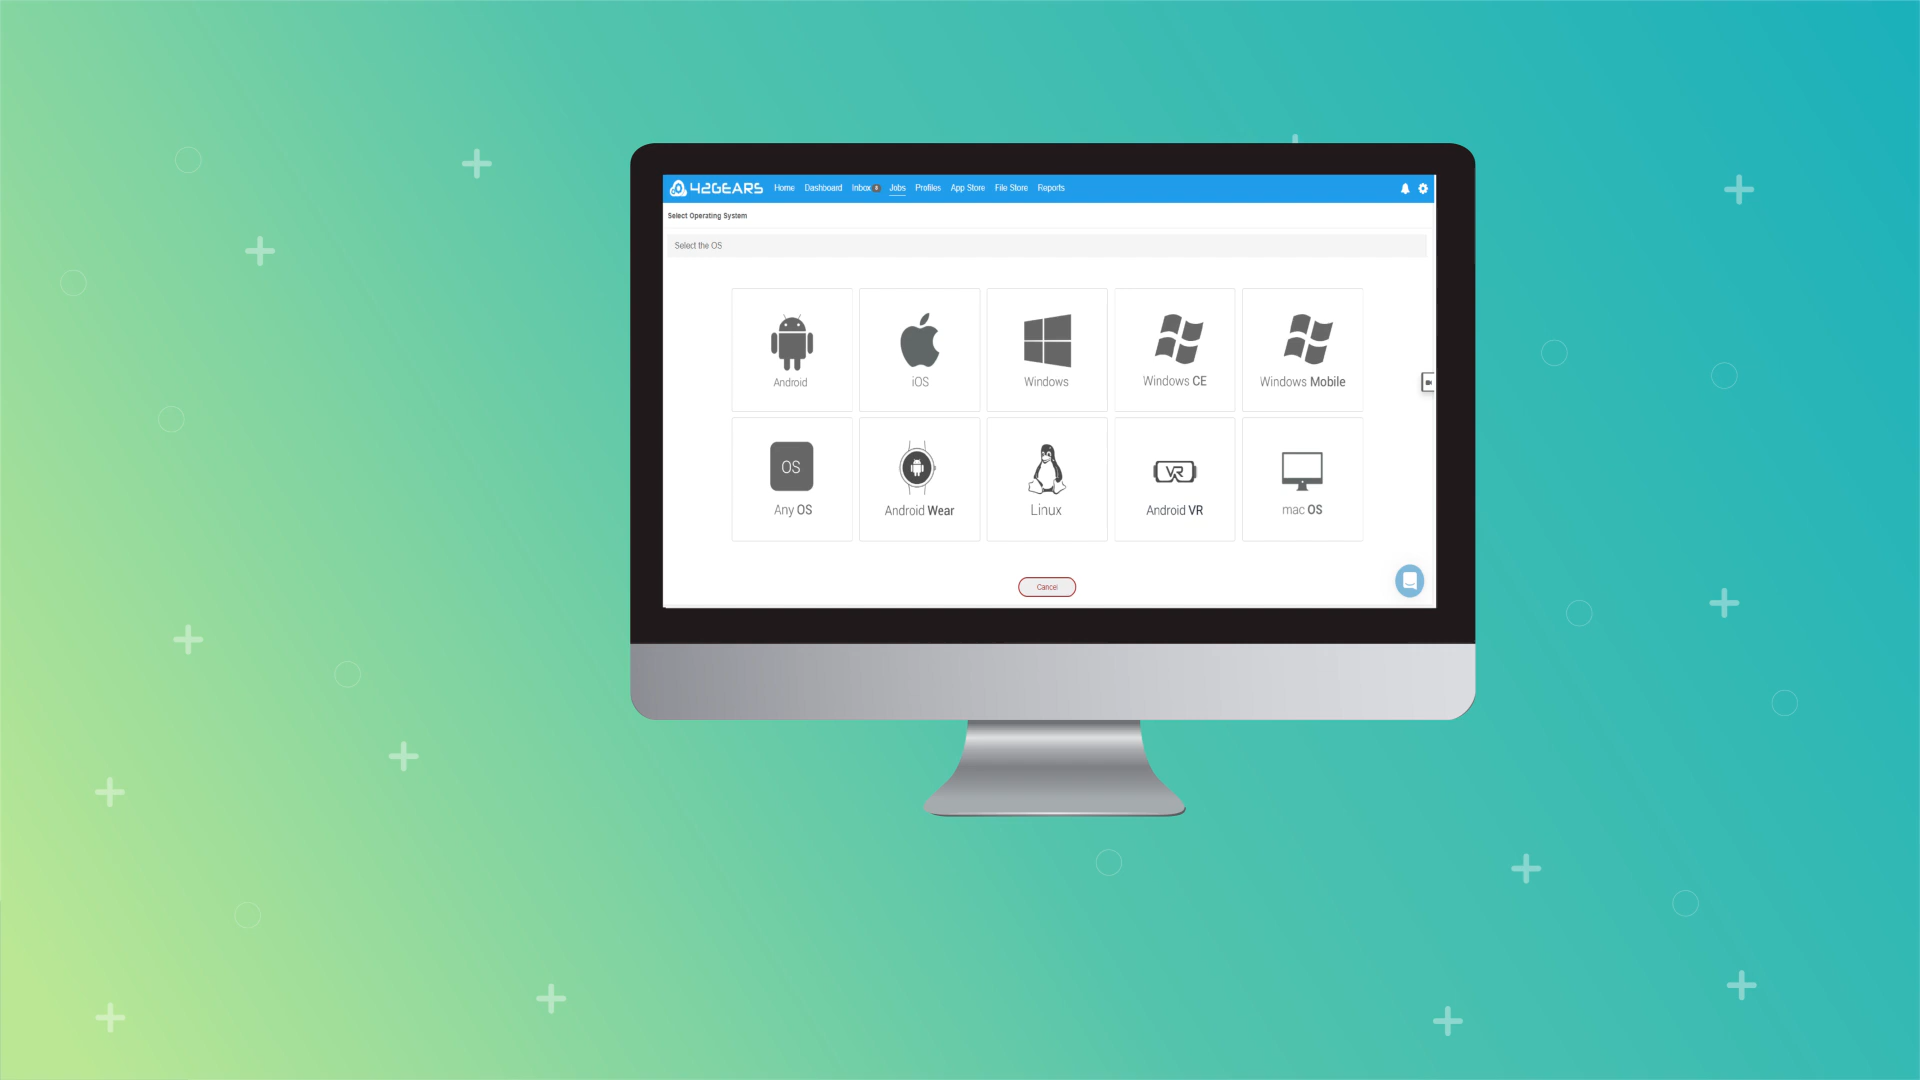 42GEARS Home Dashboard Inbox Jobs Profiles App Store File Store Reports
Select Operating System
Select the OS
Android iOS Windows Windows CE Windows Mobile
OS VR
Any OS Android Wear Linux Android VR mac OS
Cancel